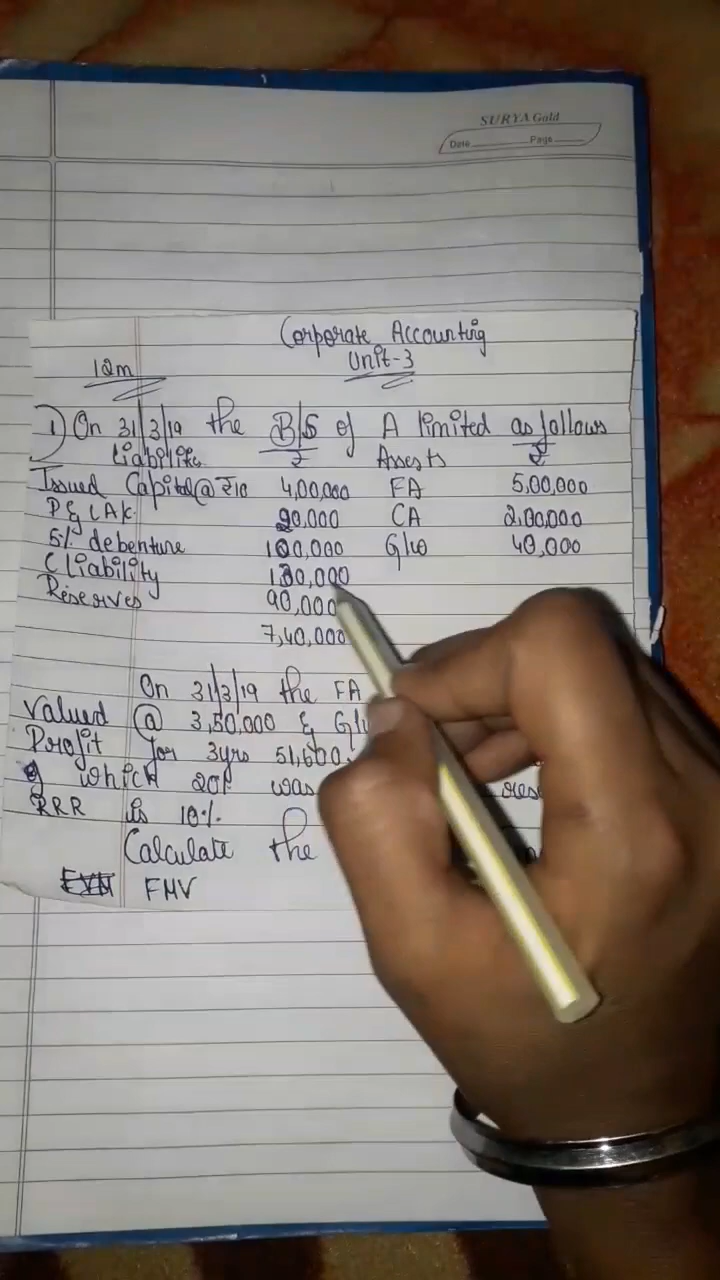 SURYA Gold
Date Page
Corporate Accounting
12m Unit-3
1) On 31/3/19 the B/S of A limited as follows
Liabilitie ₹ Assests ₹
Issued Capital @ ₹10 4,00,000 FA 5,00,000
P& L A/c 20,000 CA 2,00,000
5% debenture 100,000 G/w 40,000
C liability 130,000
Reserves 90,000
7,40,000
On 31/3/19 the FA
Valued @ 3,50,000 &
Profit for 3yrs 51,600
of which 20% was
RRR is 10%
Calculate the
FMV